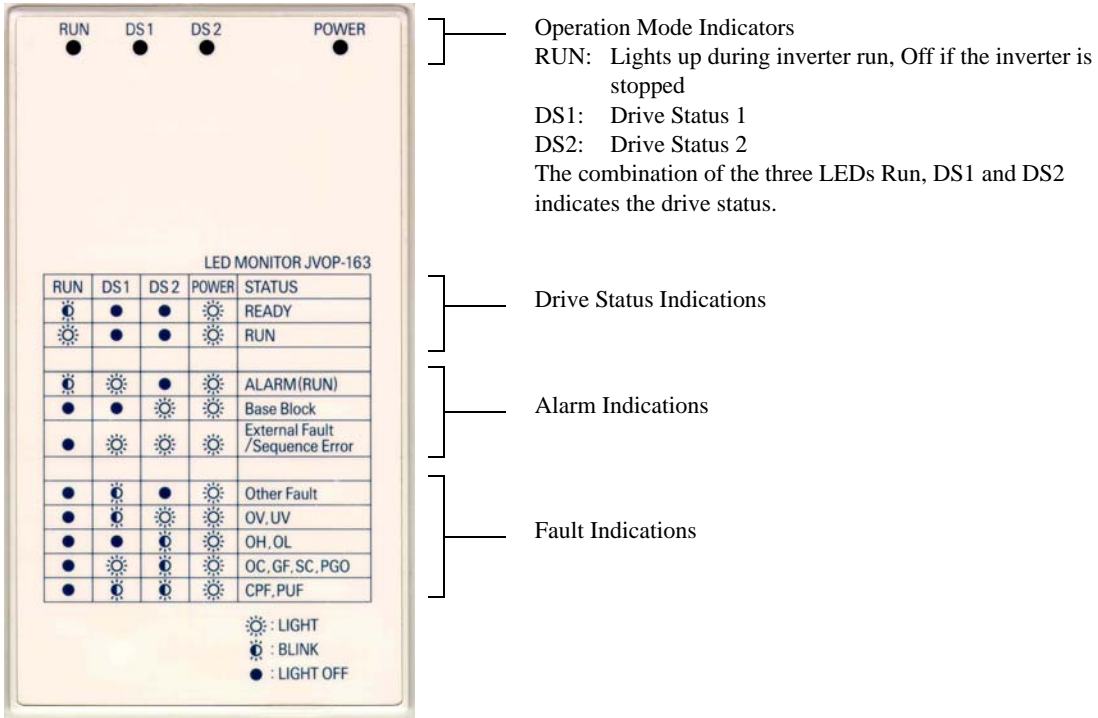 RUN DS1 DS2 POWER
LED MONITOR JVOP-163
RUN DS1 DS2 POWER STATUS
READY
RUN
ALARM(RUN)
Base Block
External Fault
/Sequence Error
Other Fault
OV,UV
OH,OL
OC,GF,SC,PGO
CPF,PUF
: LIGHT
: BLINK
: LIGHT OFF
Operation Mode Indicators
RUN: Lights up during inverter run, Off if the inverter is
stopped
DS1: Drive Status 1
DS2: Drive Status 2
The combination of the three LEDs Run, DS1 and DS2
indicates the drive status.
Drive Status Indications
Alarm Indications
Fault Indications